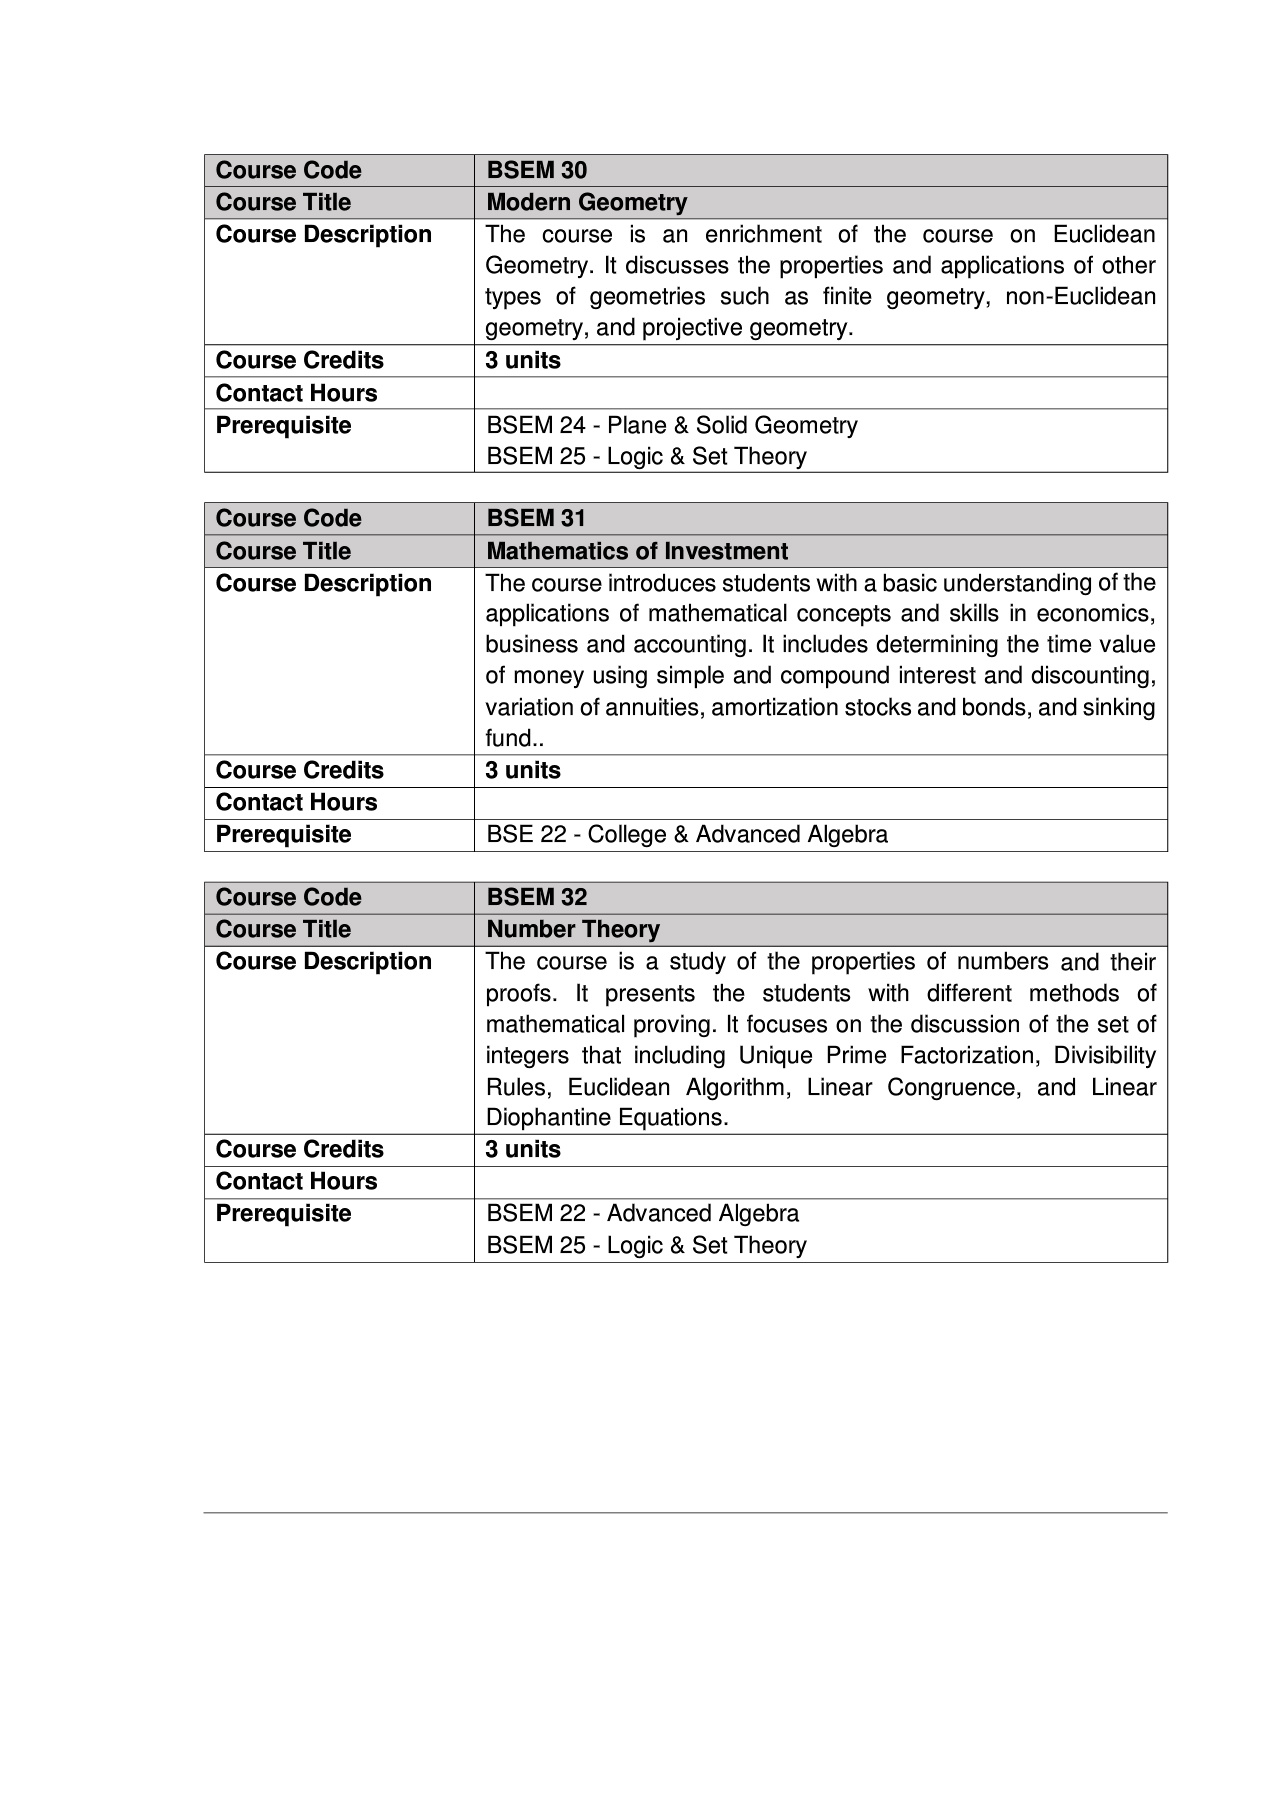 Course Code BSEM 30
Course Title Modern Geometry
Course Description The course is an enrichment of the course on Euclidean
Geometry. It discusses the properties and applications of other
types of geometries such as finite geometry, non-Euclidean
geometry, and projective geometry.
Course Credits 3 units
Contact Hours
Prerequisite BSEM 24 - Plane & Solid Geometry
BSEM 25 - Logic & Set Theory
Course Code BSEM 31
Course Title Mathematics of Investment
Course Description The course introduces students with a basic understanding of the
applications of mathematical concepts and skills in economics,
business and accounting. It includes determining the time value
of money using simple and compound interest and discounting,
variation of annuities, amortization stocks and bonds, and sinking
fund..
Course Credits 3 units
Contact Hours
Prerequisite BSE 22 - College & Advanced Algebra
Course Code BSEM 32
Course Title Number Theory
Course Description The course is a study of the properties of numbers and their
proofs. It presents the students with different methods of
mathematical proving. It focuses on the discussion of the set of
integers that including Unique Prime Factorization, Divisibility
Rules, Euclidean Algorithm, Linear Congruence, and Linear
Diophantine Equations.
Course Credits 3 units
Contact Hours
Prerequisite BSEM 22 - Advanced Algebra
BSEM 25 - Logic & Set Theory